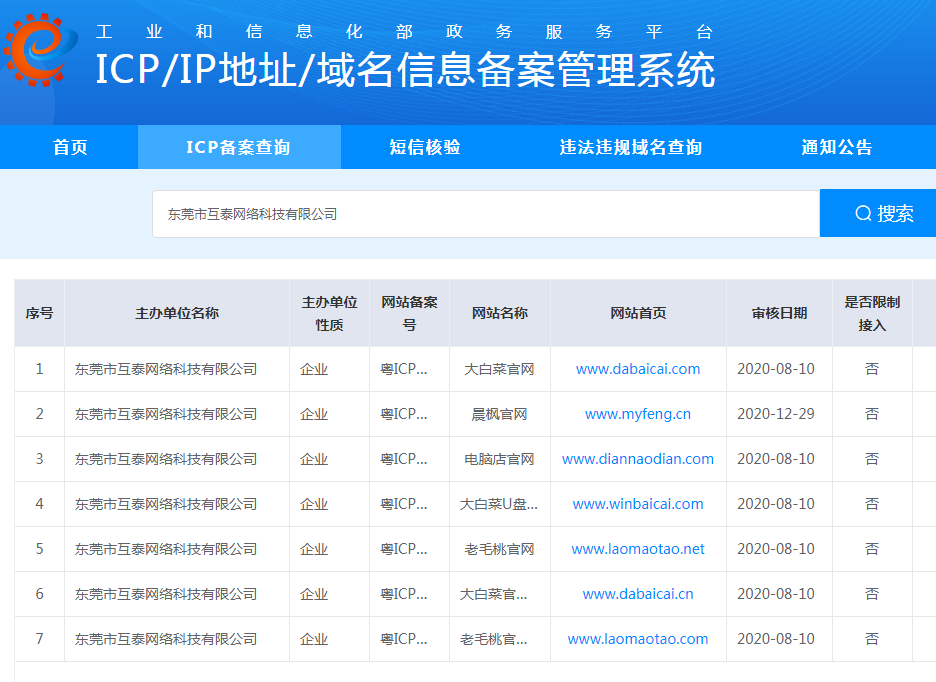 工业和信息化部政务服务平台
ICP/IP地址/域名信息备案管理系统
首页 ICP备案查询 短信核验 违法违规域名查询 通知公告
东莞市互泰网络科技有限公司 搜索
序号 主办单位名称 主办单位性质 网站备案号 网站名称 网站首页 审核日期 是否限制接入
1 东莞市互泰网络科技有限公司 企业 粤ICP... 大白菜官网 www.dabaicai.com 2020-08-10 否
2 东莞市互泰网络科技有限公司 企业 粤ICP... 晨枫官网 www.myfeng.cn 2020-12-29 否
3 东莞市互泰网络科技有限公司 企业 粤ICP... 电脑店官网 www.diannaodian.com 2020-08-10 否
4 东莞市互泰网络科技有限公司 企业 粤ICP... 大白菜U盘... www.winbaicai.com 2020-08-10 否
5 东莞市互泰网络科技有限公司 企业 粤ICP... 老毛桃官网 www.laomaotao.net 2020-08-10 否
6 东莞市互泰网络科技有限公司 企业 粤ICP... 大白菜官... www.dabaicai.cn 2020-08-10 否
7 东莞市互泰网络科技有限公司 企业 粤ICP... 老毛桃官... www.laomaotao.com 2020-08-10 否